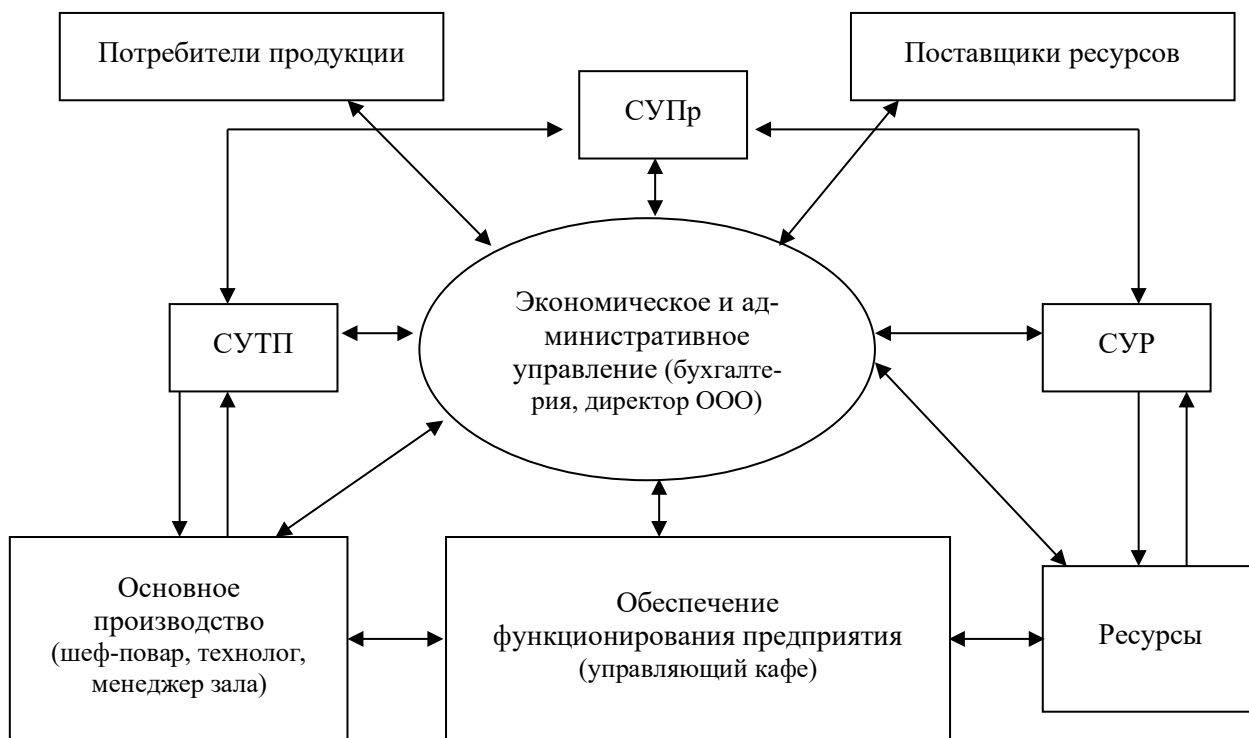 Потребители продукции
Поставщики ресурсов
СУПр
Экономическое и ад-
министративное
управление (бухгалте-
рия, директор ООО)
СУТП
СУР
Основное
производство
(шеф-повар, технолог,
менеджер зала)
Обеспечение
функционирования предприятия
(управляющий кафе)
Ресурсы